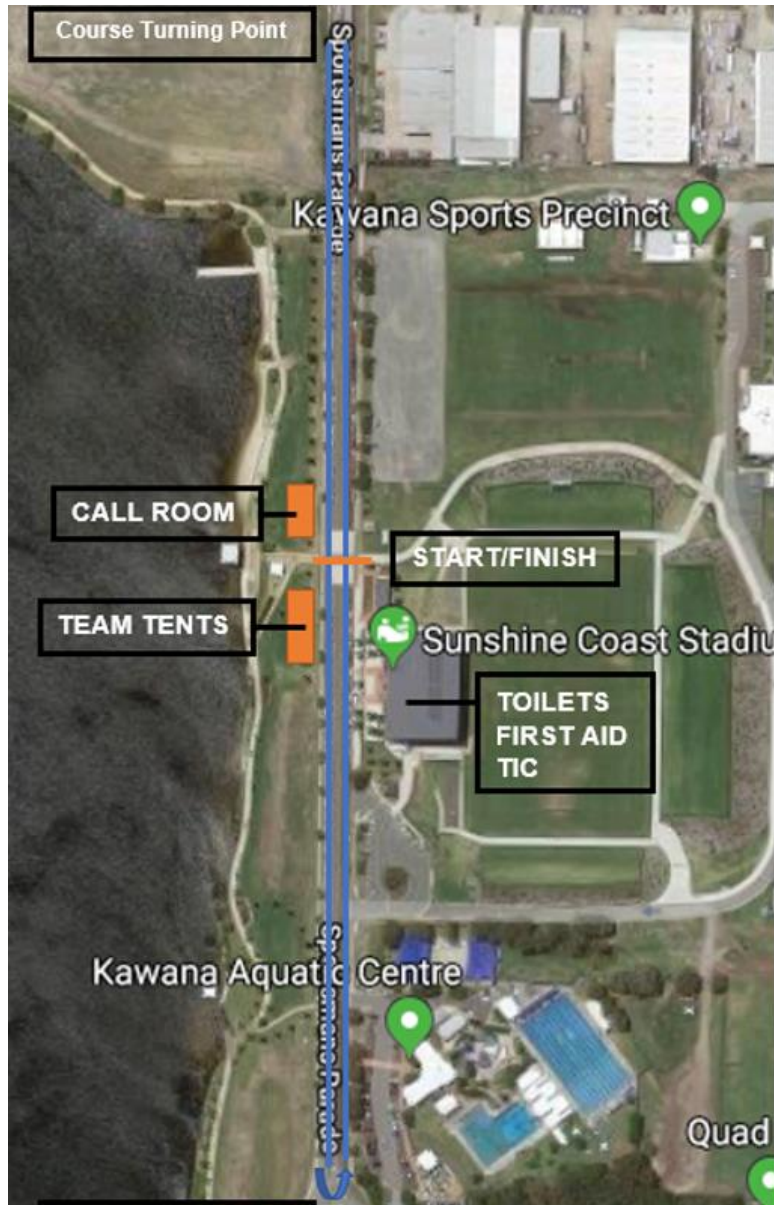 Course Turning Point
Sportsmans Parade
Kawana Sports Precinct
CALL ROOM
START/FINISH
TEAM TENTS
Sunshine Coast Stadiu
TOILETS
FIRST AID
TIC
Kawana Aquatic Centre
Sportsmans Parade
Quad